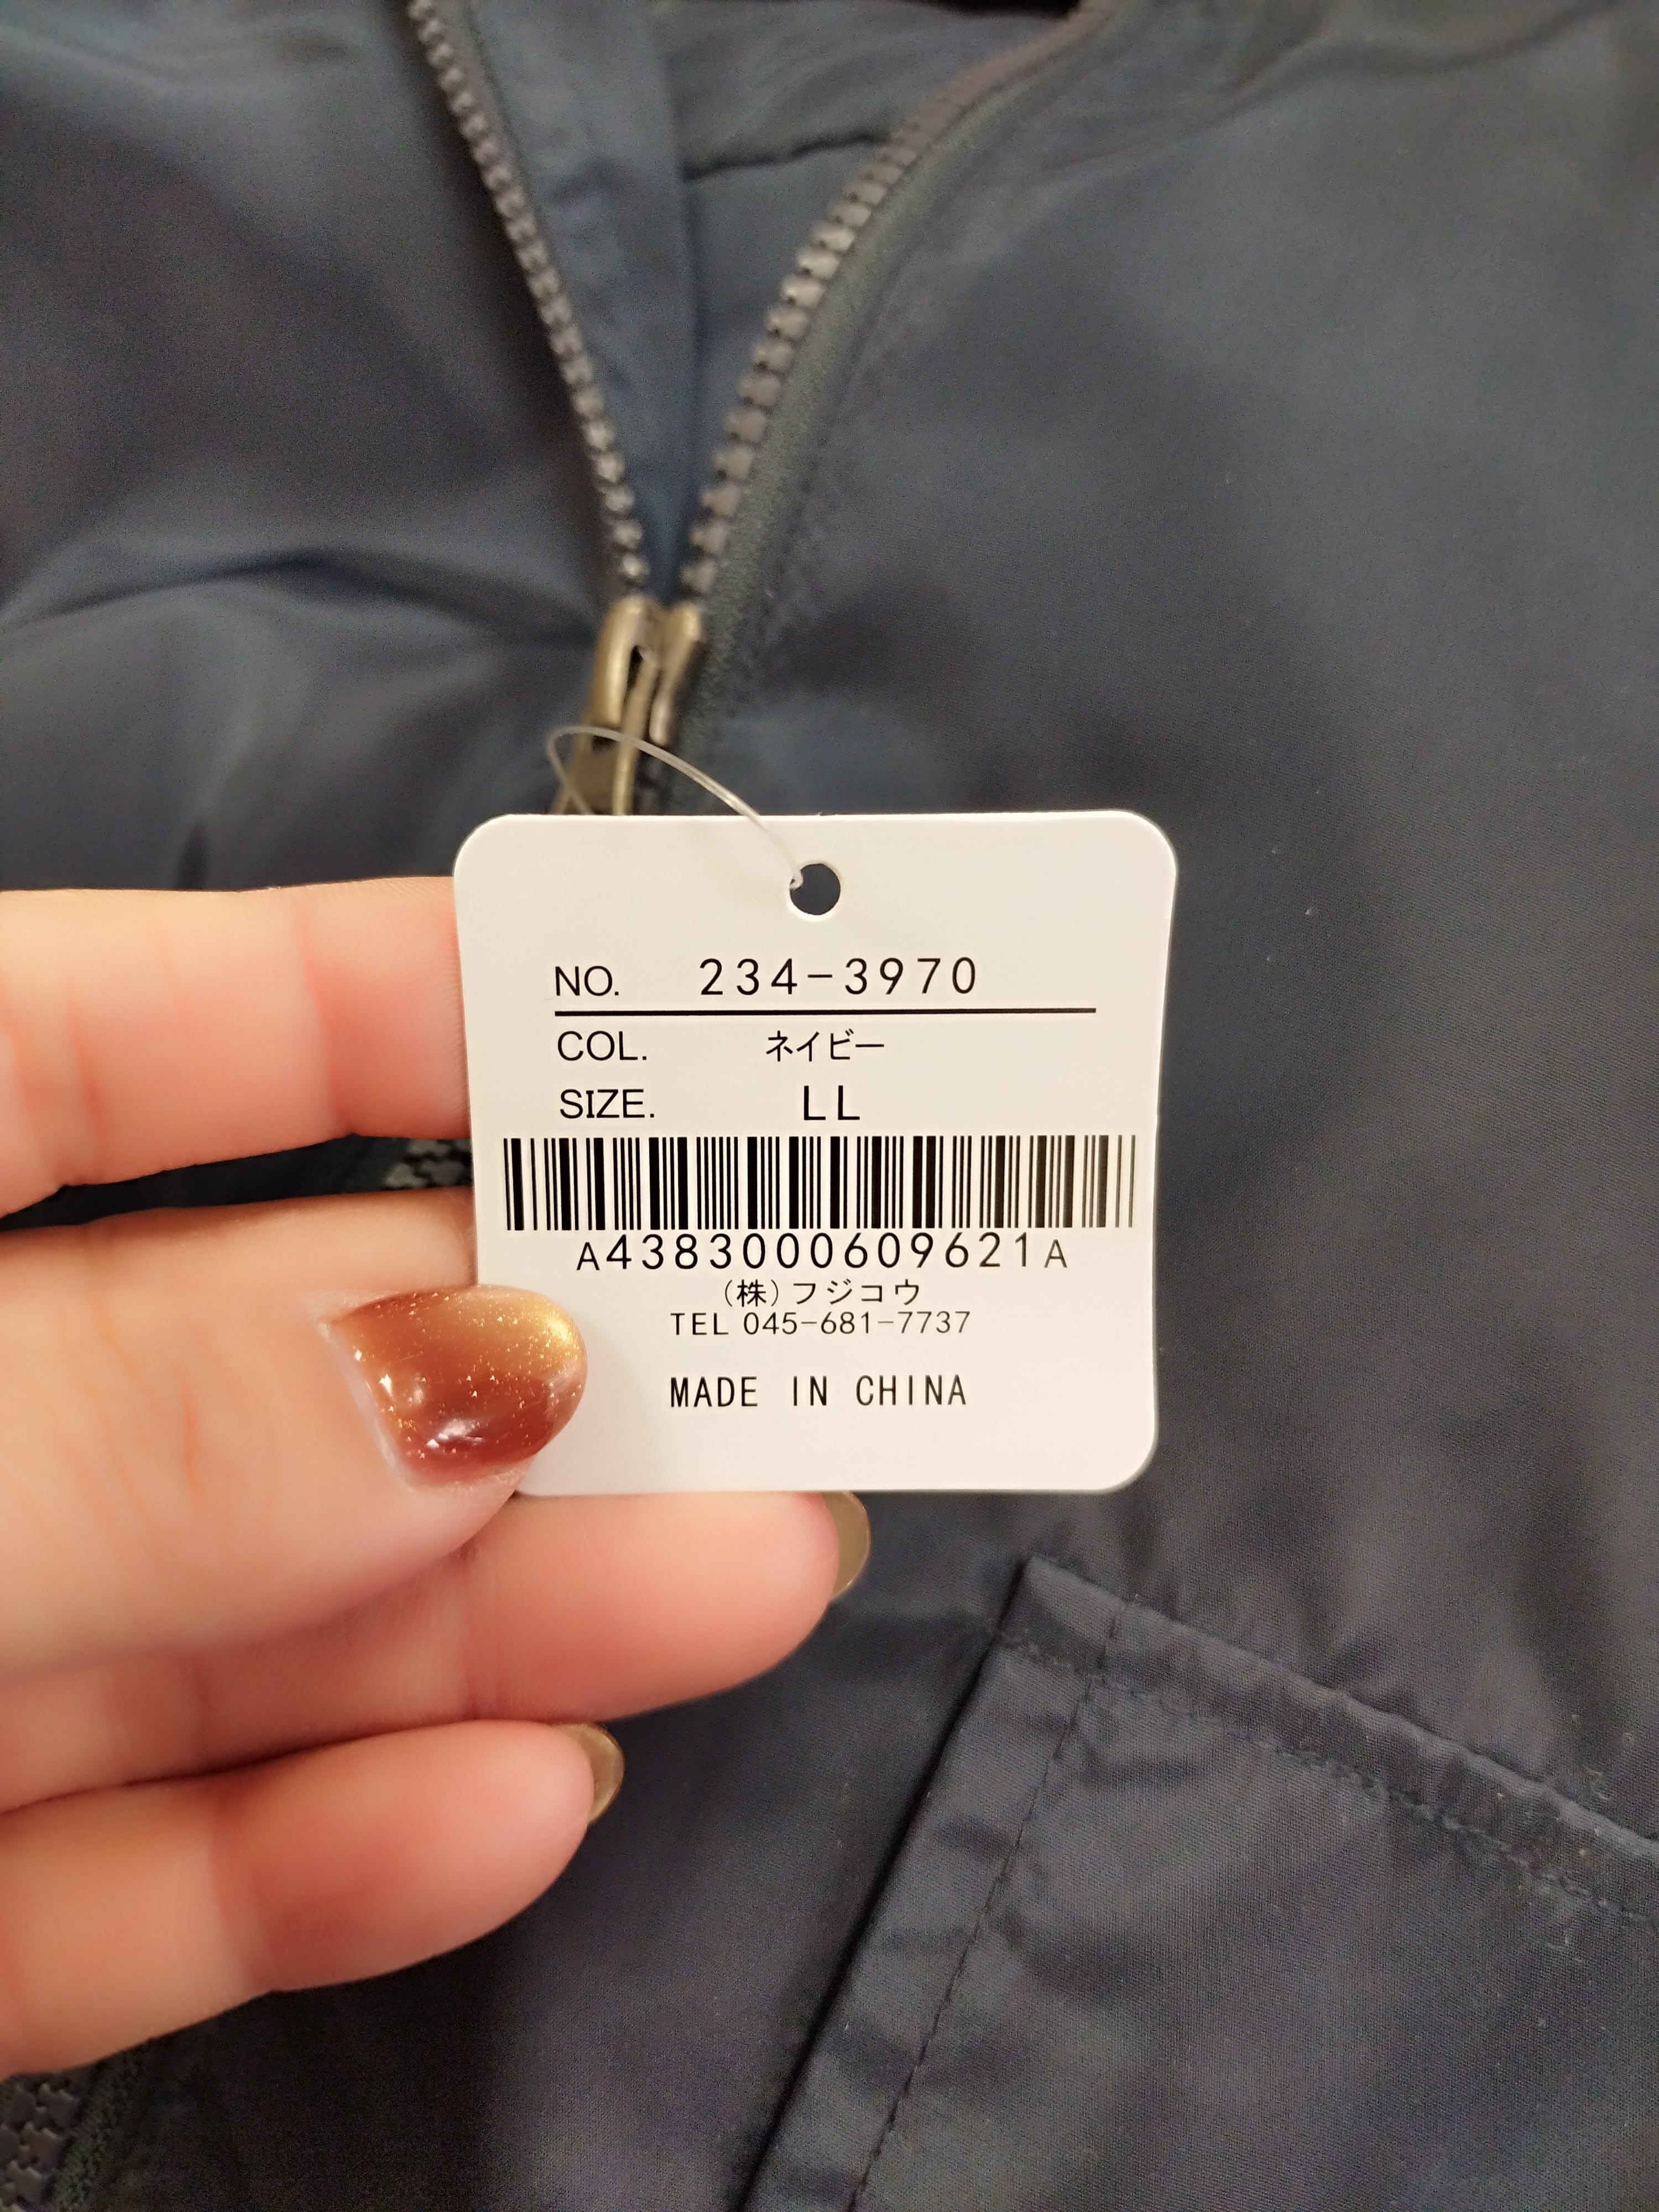 NO. 234-3970
COL. ネイビー
SIZE. LL
A4383000609621A
(株)フジコウ
TEL 045-681-7737
MADE IN CHINA